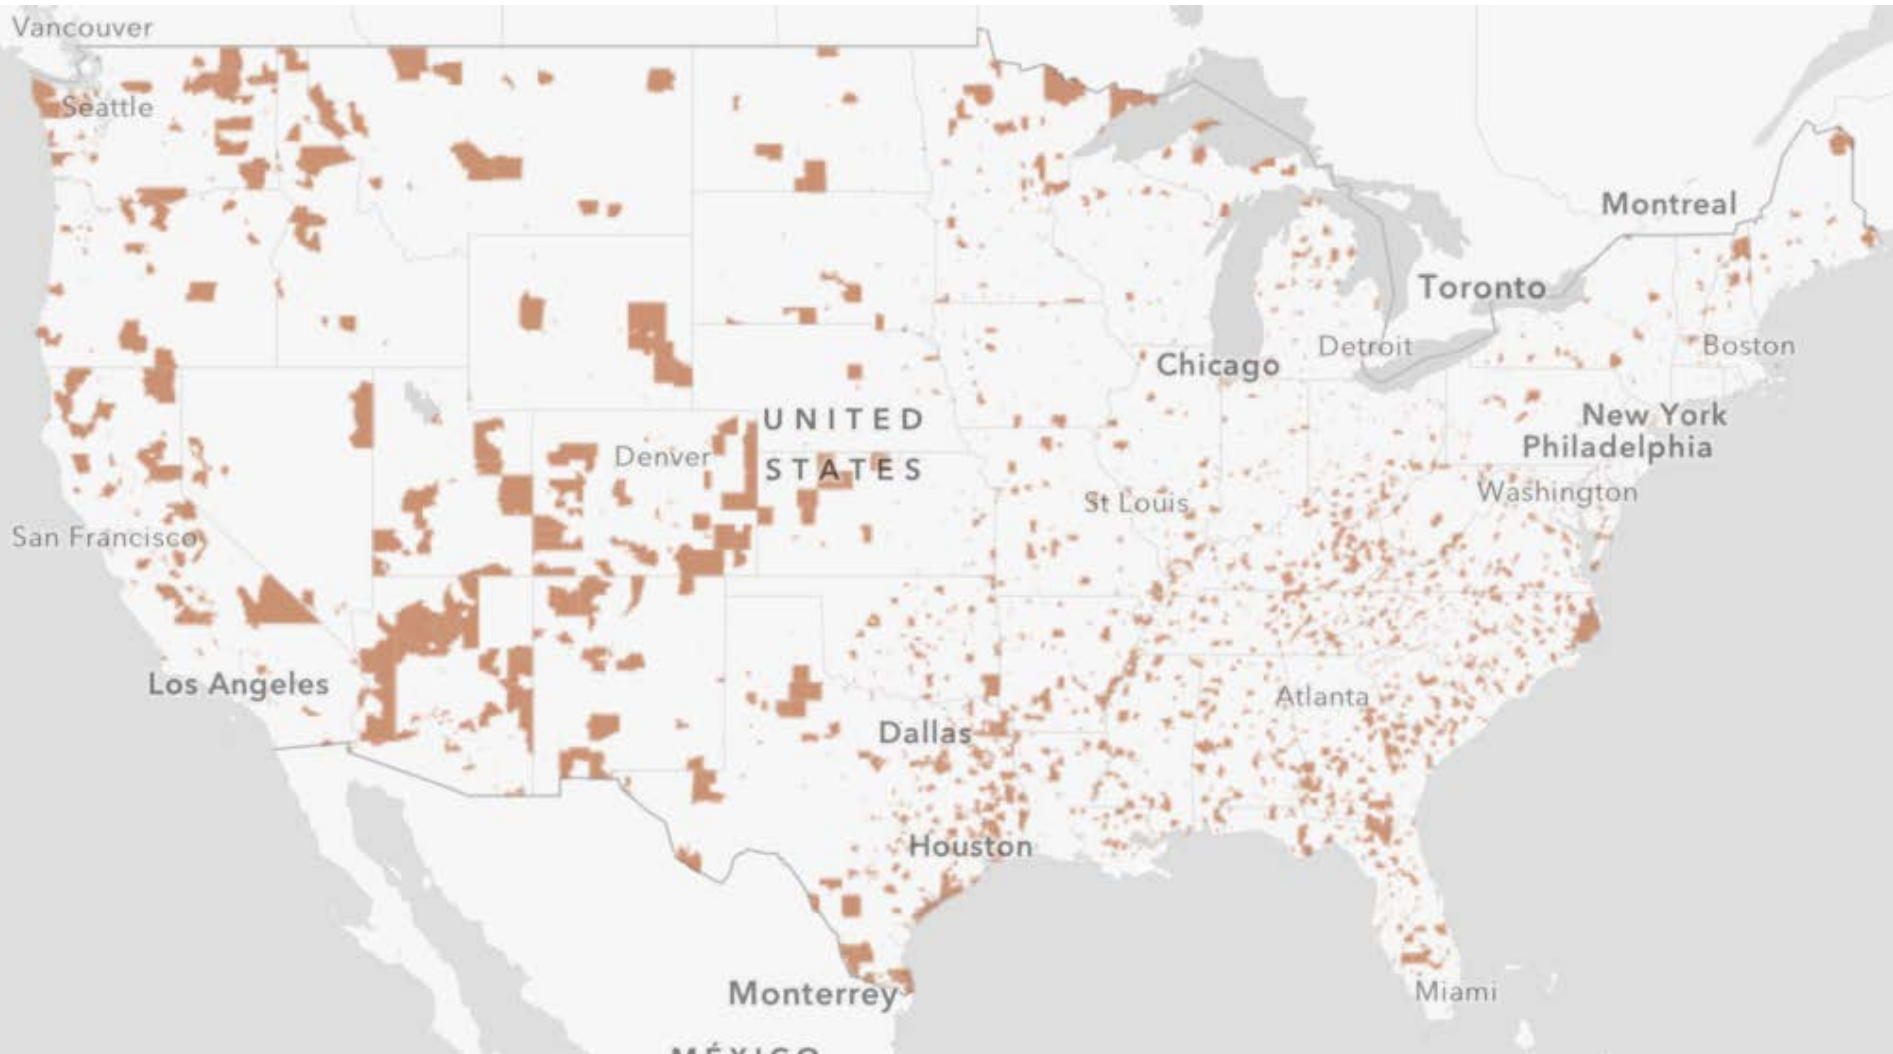 Vancouver
Seattle
Montreal
Toronto
Detroit
Boston
Chicago
UNITED
STATES
New York
Philadelphia
Denver
Washington
St Louis
San Francisco
Los Angeles
Atlanta
Dallas
Houston
Monterrey
Miami
MÉXICO